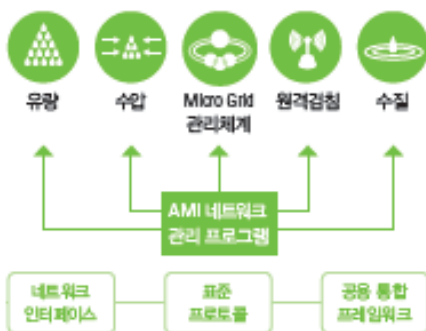 유량
수압
Micro Grid
관리체계
원격검침
수질
AMI 네트워크
관리 프로그램
네트워크
인터페이스
표준
프로토콜
공용 통합
프레임워크